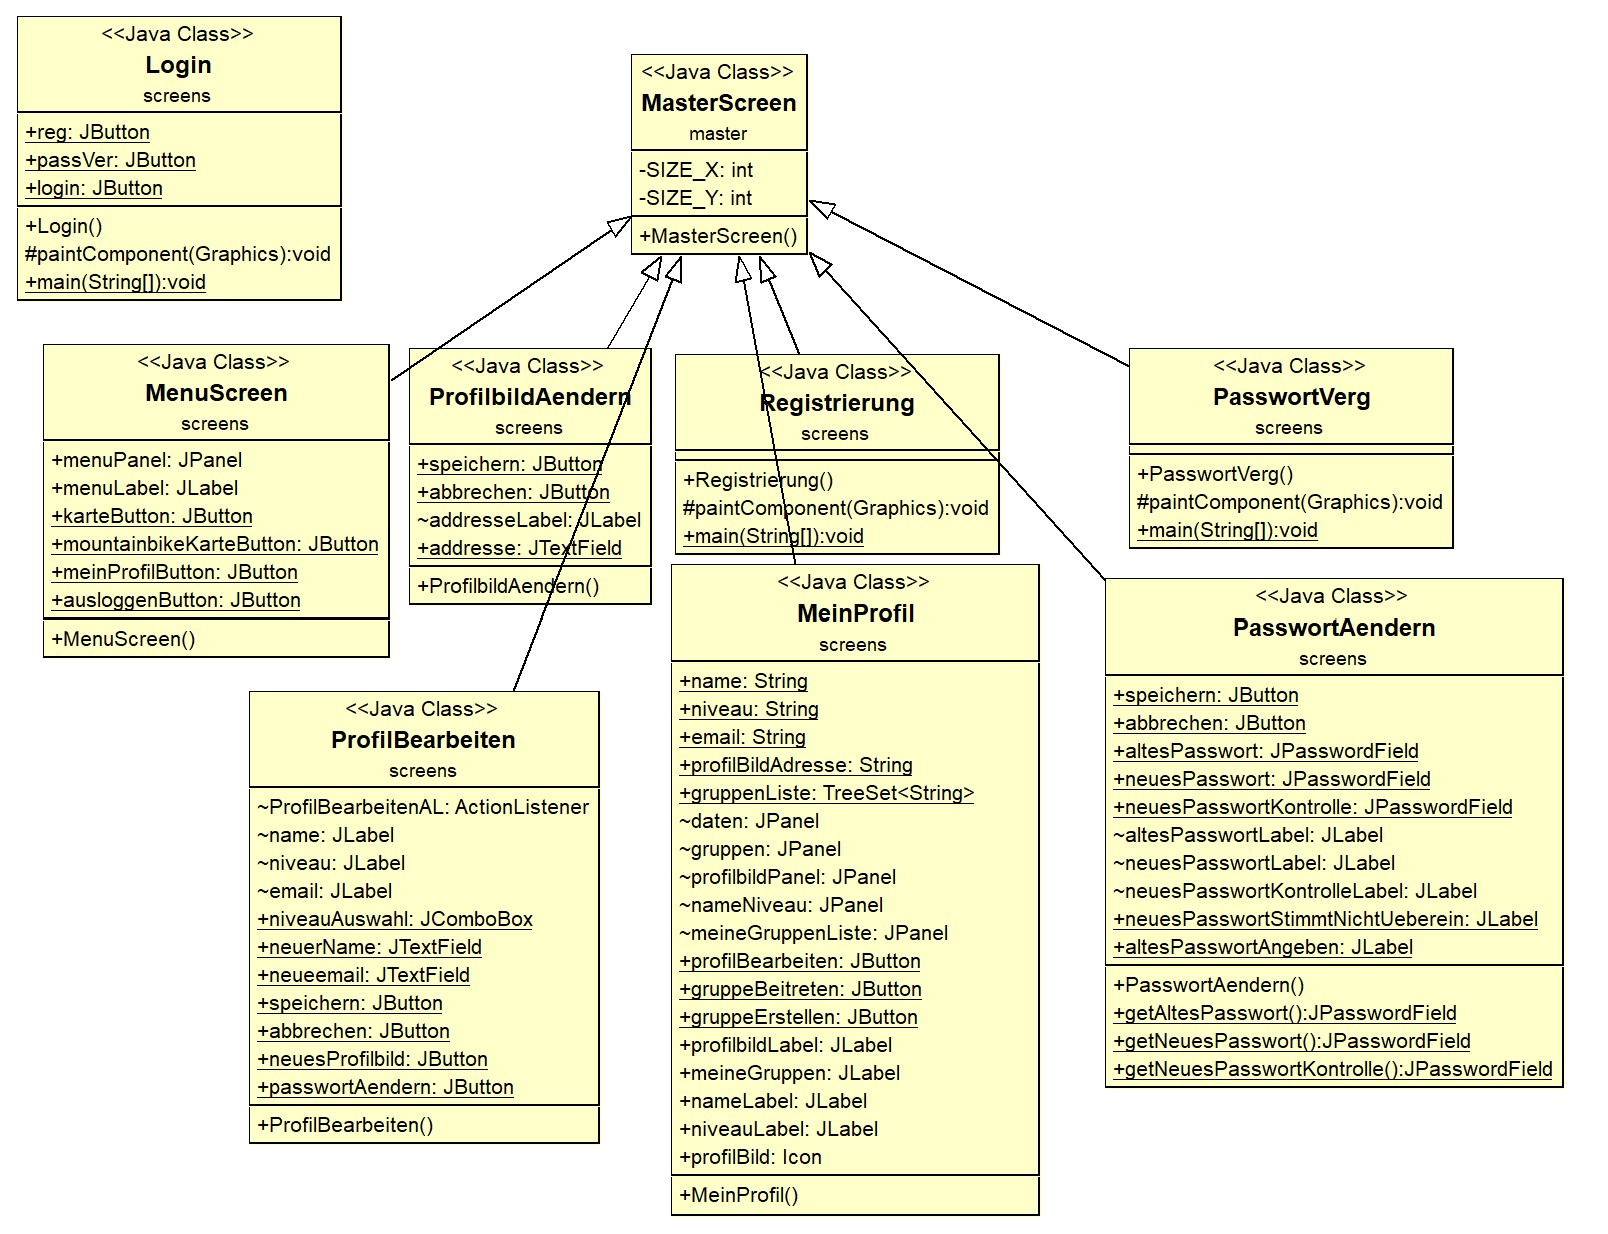 <<Java Class>>
Login
screens
+reg: JButton
+passVer: JButton
+login: JButton
+Login()
#paintComponent(Graphics):void
+main(String[]):void
<<Java Class>>
MasterScreen
master
-SIZE_X: int
-SIZE_Y: int
+MasterScreen()
<<Java Class>>
MenuScreen
screens
+menuPanel: JPanel
+menuLabel: JLabel
+karteButton: JButton
+mountainbikeKarteButton: JButton
+meinProfilButton: JButton
+ausloggenButton: JButton
+MenuScreen()
<<Java Class>>
ProfilbildAendern
screens
+speichern: JButton
+abbrechen: JButton
~addresseLabel: JLabel
+addresse: JTextField
+ProfilbildAendern()
<<Java Class>>
Registrierung
screens
+Registrierung()
#paintComponent(Graphics):void
+main(String[]):void
<<Java Class>>
PasswortVerg
screens
+PasswortVerg()
#paintComponent(Graphics):void
+main(String[]):void
<<Java Class>>
ProfilBearbeiten
screens
~ProfilBearbeitenAL: ActionListener
~name: JLabel
~niveau: JLabel
~email: JLabel
+niveauAuswahl: JComboBox
+neuerName: JTextField
+neueemail: JTextField
+speichern: JButton
+abbrechen: JButton
+neuesProfilbild: JButton
+passwortAendern: JButton
+ProfilBearbeiten()
<<Java Class>>
MeinProfil
screens
+name: String
+niveau: String
+email: String
+profilBildAdresse: String
+gruppenListe: TreeSet<String>
~daten: JPanel
~gruppen: JPanel
~profilbildPanel: JPanel
~nameNiveau: JPanel
~meineGruppenListe: JPanel
+profilBearbeiten: JButton
+gruppeBeitreten: JButton
+gruppeErstellen: JButton
+profilbildLabel: JLabel
+meineGruppen: JLabel
+nameLabel: JLabel
+niveauLabel: JLabel
+profilBild: Icon
+MeinProfil()
<<Java Class>>
PasswortAendern
screens
+speichern: JButton
+abbrechen: JButton
+altesPasswort: JPasswordField
+neuesPasswort: JPasswordField
+neuesPasswortKontrolle: JPasswordField
~altesPasswortLabel: JLabel
~neuesPasswortLabel: JLabel
~neuesPasswortKontrolleLabel: JLabel
+neuesPasswortStimmtNichtUeberein: JLabel
+altesPasswortAngeben: JLabel
+PasswortAendern()
+getAltesPasswort():JPasswordField
+getNeuesPasswort():JPasswordField
+getNeuesPasswortKontrolle():JPasswordField